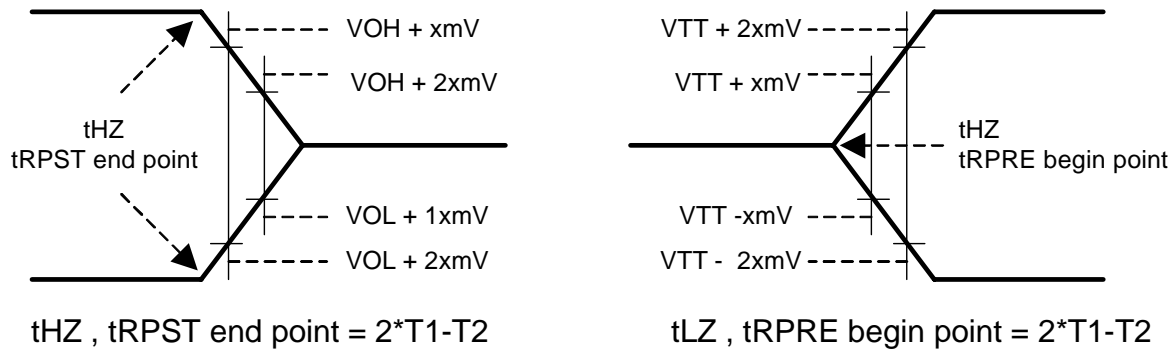 VOH + xmV
VOH + 2xmV
tHZ
tRPST end point
VOL + 1xmV
VOL + 2xmV
tHZ , tRPST end point = 2*T1-T2
VTT + 2xmV
VTT + xmV
tHZ
tRPRE begin point
VTT -xmV
VTT - 2xmV
tLZ , tRPRE begin point = 2*T1-T2